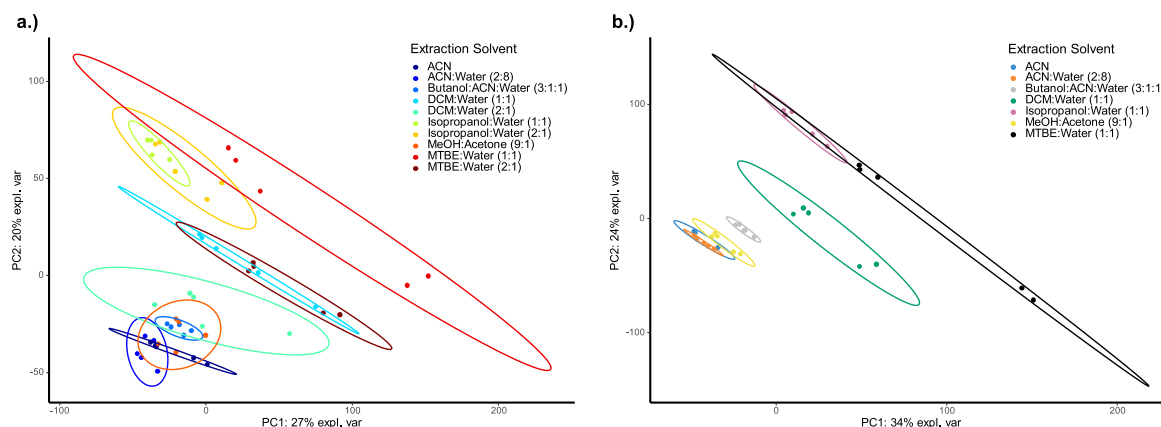 a.)
Extraction Solvent
ACN
ACN:Water (2:8)
Butanol:ACN:Water (3:1:1)
DCM:Water (1:1)
DCM:Water (2:1)
Isopropanol:Water (1:1)
Isopropanol:Water (2:1)
MeOH:Acetone (9:1)
MTBE:Water (1:1)
MTBE:Water (2:1)
PC2: 20% expl. var
100
50
0
-50
-100
0
100
200
PC1: 27% expl. var
b.)
Extraction Solvent
ACN
ACN:Water (2:8)
Butanol:ACN:Water (3:1:1)
DCM:Water (1:1)
Isopropanol:Water (1:1)
MeOH:Acetone (9:1)
MTBE:Water (1:1)
PC2: 24% expl. var
100
0
-100
0
100
200
PC1: 34% expl. var